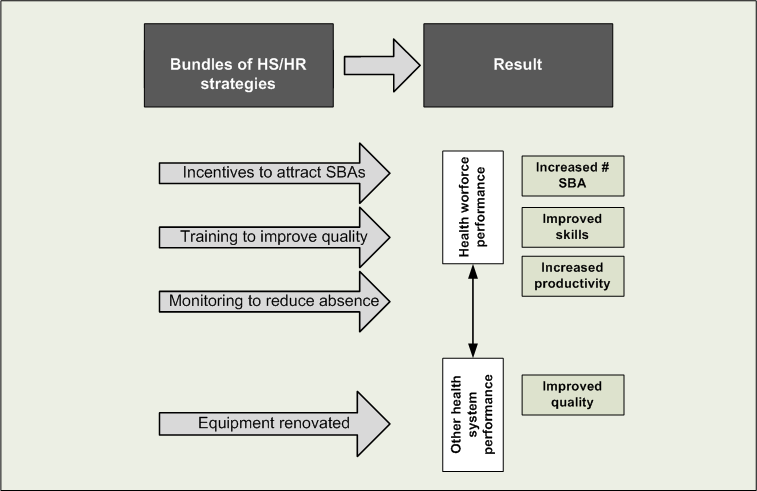 Bundles of HS/HR
strategies
Result
Incentives to attract SBAs
Training to improve quality
Monitoring to reduce absence
Equipment renovated
Health worforce
performance
Increased #
SBA
Improved
skills
Increased
productivity
Other health
system
performance
Improved
quality